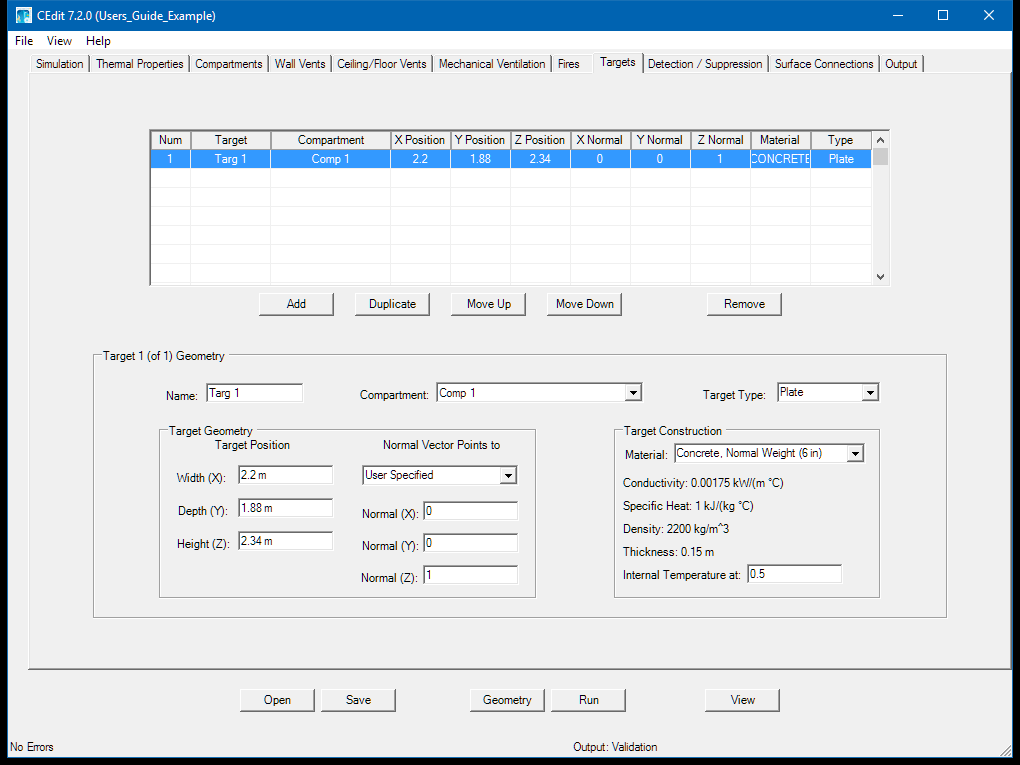 CEdit 7.2.0 (Users_Guide_Example)
File View Help
Simulation Thermal Properties Compartments Wall Vents Ceiling/Floor Vents Mechanical Ventilation Fires Targets Detection / Suppression Surface Connections Output
Num Target Compartment X Position Y Position Z Position X Normal Y Normal Z Normal Material Type
1 Targ 1 Comp 1 2.2 1.88 2.34 0 0 1 CONCRETE Plate
Add Duplicate Move Up Move Down Remove
Target 1 (of 1) Geometry
Name: Targ 1 Compartment: Comp 1 Target Type: Plate
Target Geometry
Target Position Normal Vector Points to
Width (X): 2.2 m User Specified
Depth (Y): 1.88 m Normal (X): 0
Height (Z): 2.34 m Normal (Y): 0
Normal (Z): 1
Target Construction
Material: Concrete, Normal Weight (6 in)
Conductivity: 0.00175 kW/(m °C)
Specific Heat: 1 kJ/(kg °C)
Density: 2200 kg/m^3
Thickness: 0.15 m
Internal Temperature at: 0.5
Open Save Geometry Run View
No Errors Output: Validation